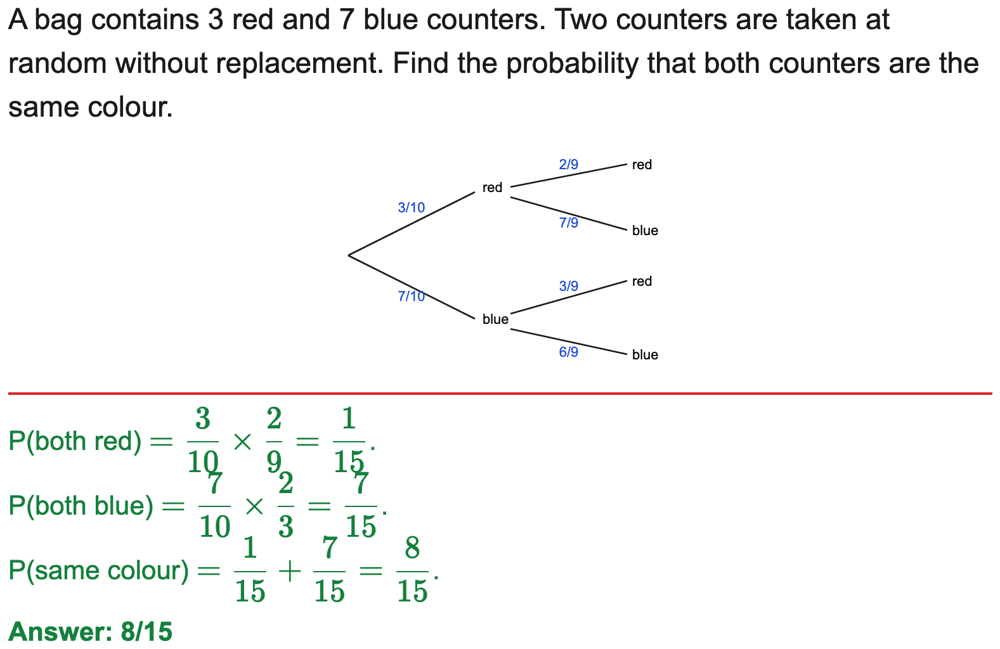 A bag contains 3 red and 7 blue counters. Two counters are taken at
random without replacement. Find the probability that both counters are the
same colour.
2/9 red
red
3/10
7/9
blue
3/9 red
7/10
blue
6/9 blue
P(both red) = 3/10 × 2/9 = 1/15.
P(both blue) = 7/10 × 2/3 = 7/15.
P(same colour) = 1/15 + 7/15 = 8/15.
Answer: 8/15